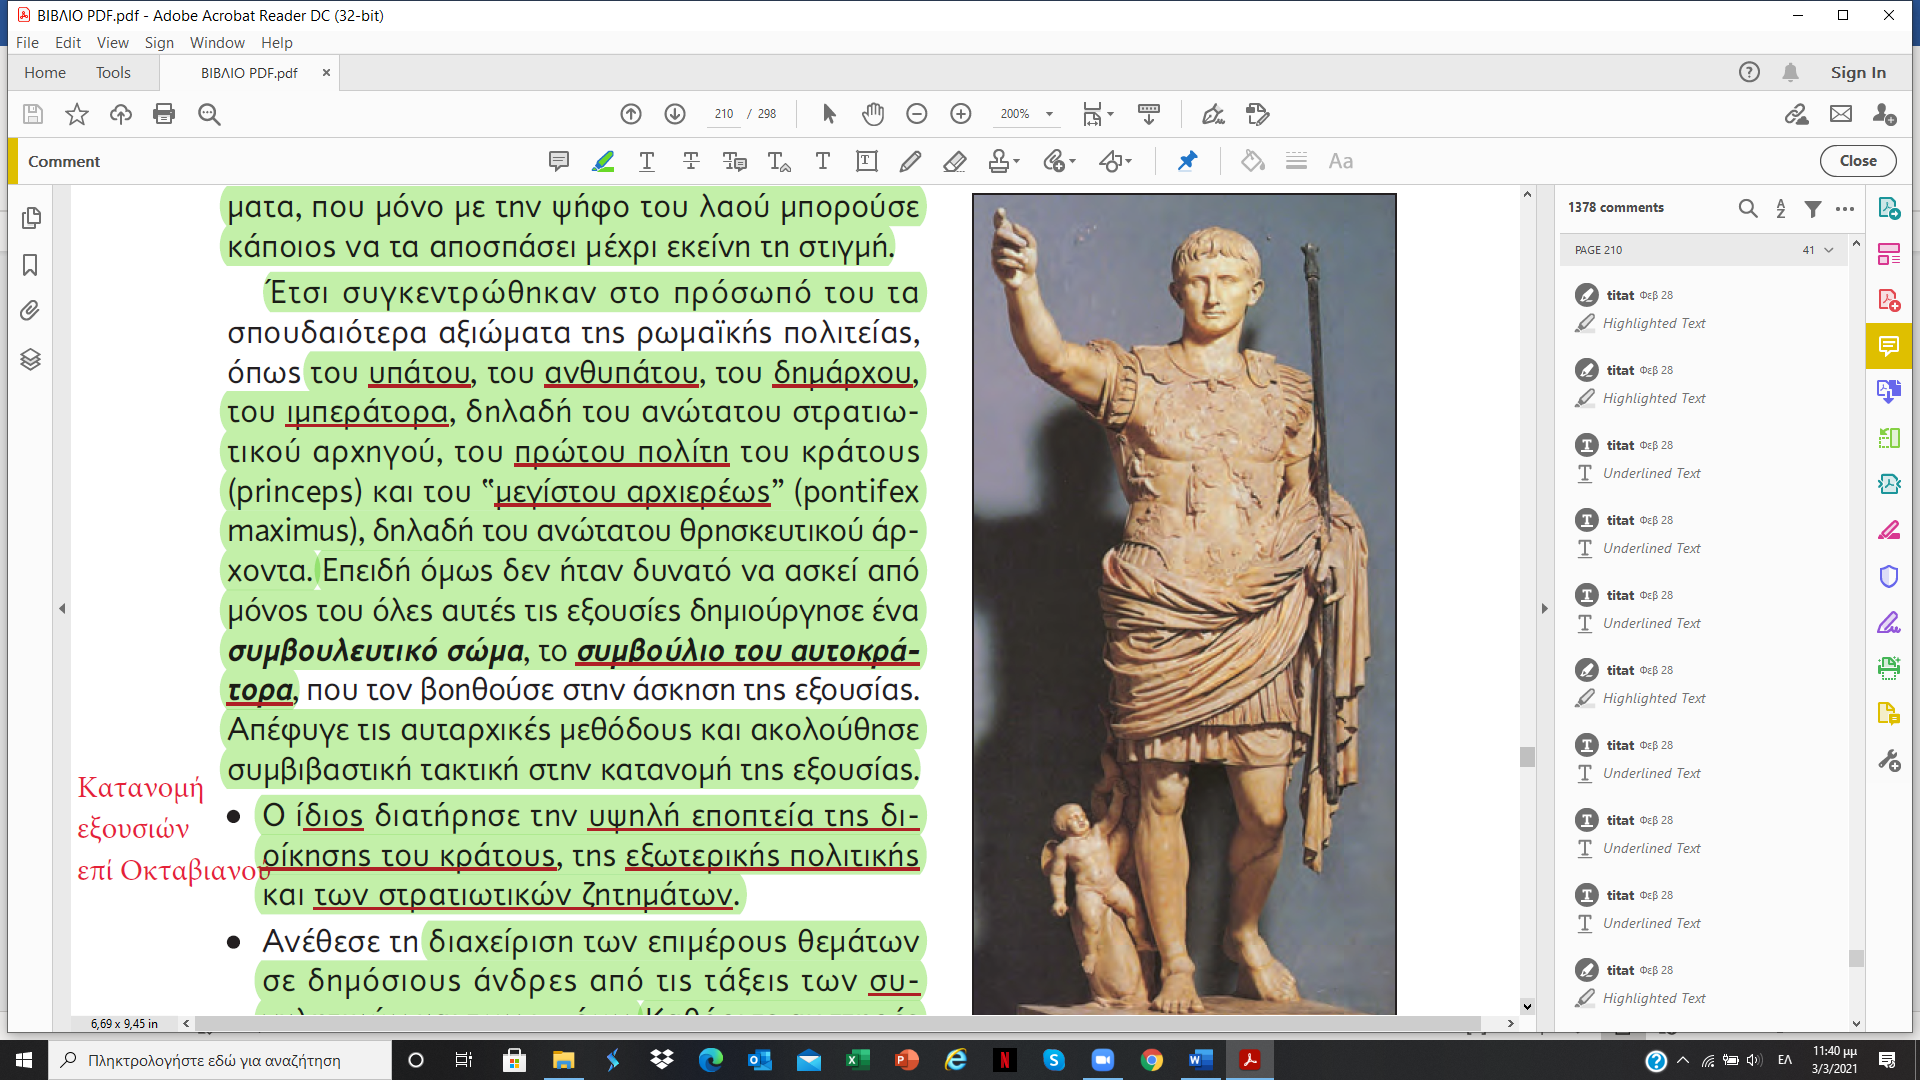 ΒΙΒΛΙΟ PDF.pdf - Adobe Acrobat Reader DC (32-bit)
File Edit View Sign Window Help
Home Tools ΒΙΒΛΙΟ PDF.pdf Sign In
210 / 298 200%
Comment Close
ματα, που μόνο με την ψήφο του λαού μπορούσε
κάποιος να τα αποσπάσει μέχρι εκείνη τη στιγμή.
Έτσι συγκεντρώθηκαν στο πρόσωπό του τα
σπουδαιότερα αξιώματα της ρωμαϊκής πολιτείας,
όπως του υπάτου, του ανθυπάτου, του δημάρχου,
του ιμπεράτορα, δηλαδή του ανώτατου στρατιω-
τικού αρχηγού, του πρώτου πολίτη του κράτους
(princeps) και του “μεγίστου αρχιερέως” (pontifex
maximus), δηλαδή του ανώτατου θρησκευτικού άρ-
χοντα. Επειδή όμως δεν ήταν δυνατό να ασκεί από
μόνος του όλες αυτές τις εξουσίες δημιούργησε ένα
συμβουλευτικό σώμα, το συμβούλιο του αυτοκρά-
τορα, που τον βοηθούσε στην άσκηση της εξουσίας.
Απέφυγε τις αυταρχικές μεθόδους και ακολούθησε
συμβιβαστική τακτική στην κατανομή της εξουσίας.
Κατανομή
εξουσιών
επί Οκταβιανού
• Ο ίδιος διατήρησε την υψηλή εποπτεία της δι-
οίκησης του κράτους, της εξωτερικής πολιτικής
και των στρατιωτικών ζητημάτων.
• Ανέθεσε τη διαχείριση των επιμέρους θεμάτων
σε δημόσιους άνδρες από τις τάξεις των συ-
6,69 x 9,45 in
1378 comments
PAGE 210 41
titat Φεβ 28
Highlighted Text
titat Φεβ 28
Highlighted Text
titat Φεβ 28
Underlined Text
titat Φεβ 28
Underlined Text
titat Φεβ 28
Underlined Text
titat Φεβ 28
Highlighted Text
titat Φεβ 28
Underlined Text
titat Φεβ 28
Underlined Text
titat Φεβ 28
Underlined Text
titat Φεβ 28
Highlighted Text
Πληκτρολογήστε εδώ για αναζήτηση
ΕΛ
11:40 μμ
3/3/2021